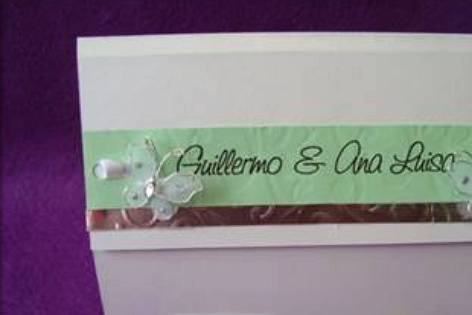 Guillermo & Ana Luisa